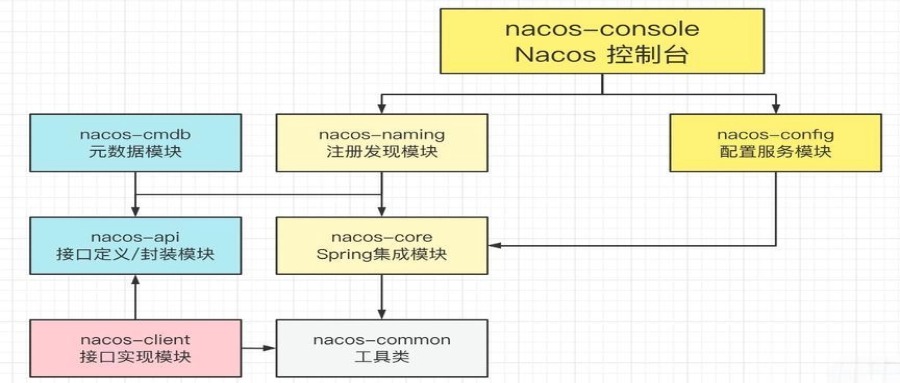 nacos-console
Nacos 控制台
nacos-cmdb
元数据模块
nacos-naming
注册发现模块
nacos-config
配置服务模块
nacos-api
接口定义/封装模块
nacos-core
Spring集成模块
nacos-client
接口实现模块
nacos-common
工具类